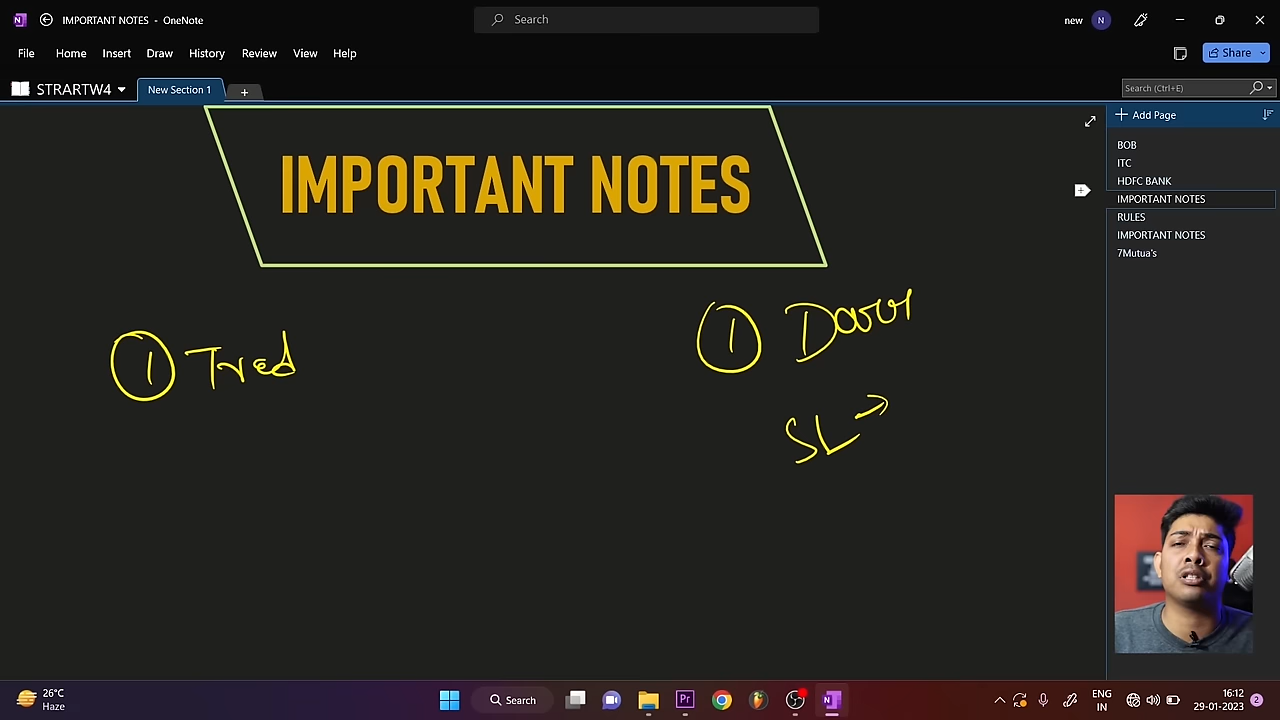 IMPORTANT NOTES - OneNote
Search
new
N
File Home Insert Draw History Review View Help
Share
STRARTW4
New Section 1
+
Search (Ctrl+E)
Add Page
BOB
ITC
HDFC BANK
IMPORTANT NOTES
RULES
IMPORTANT NOTES
7Mutua's
IMPORTANT NOTES
① Tred
①
SL →
26°C
Haze
Search
Pr
ENG
IN
16:12
29-01-2023
2